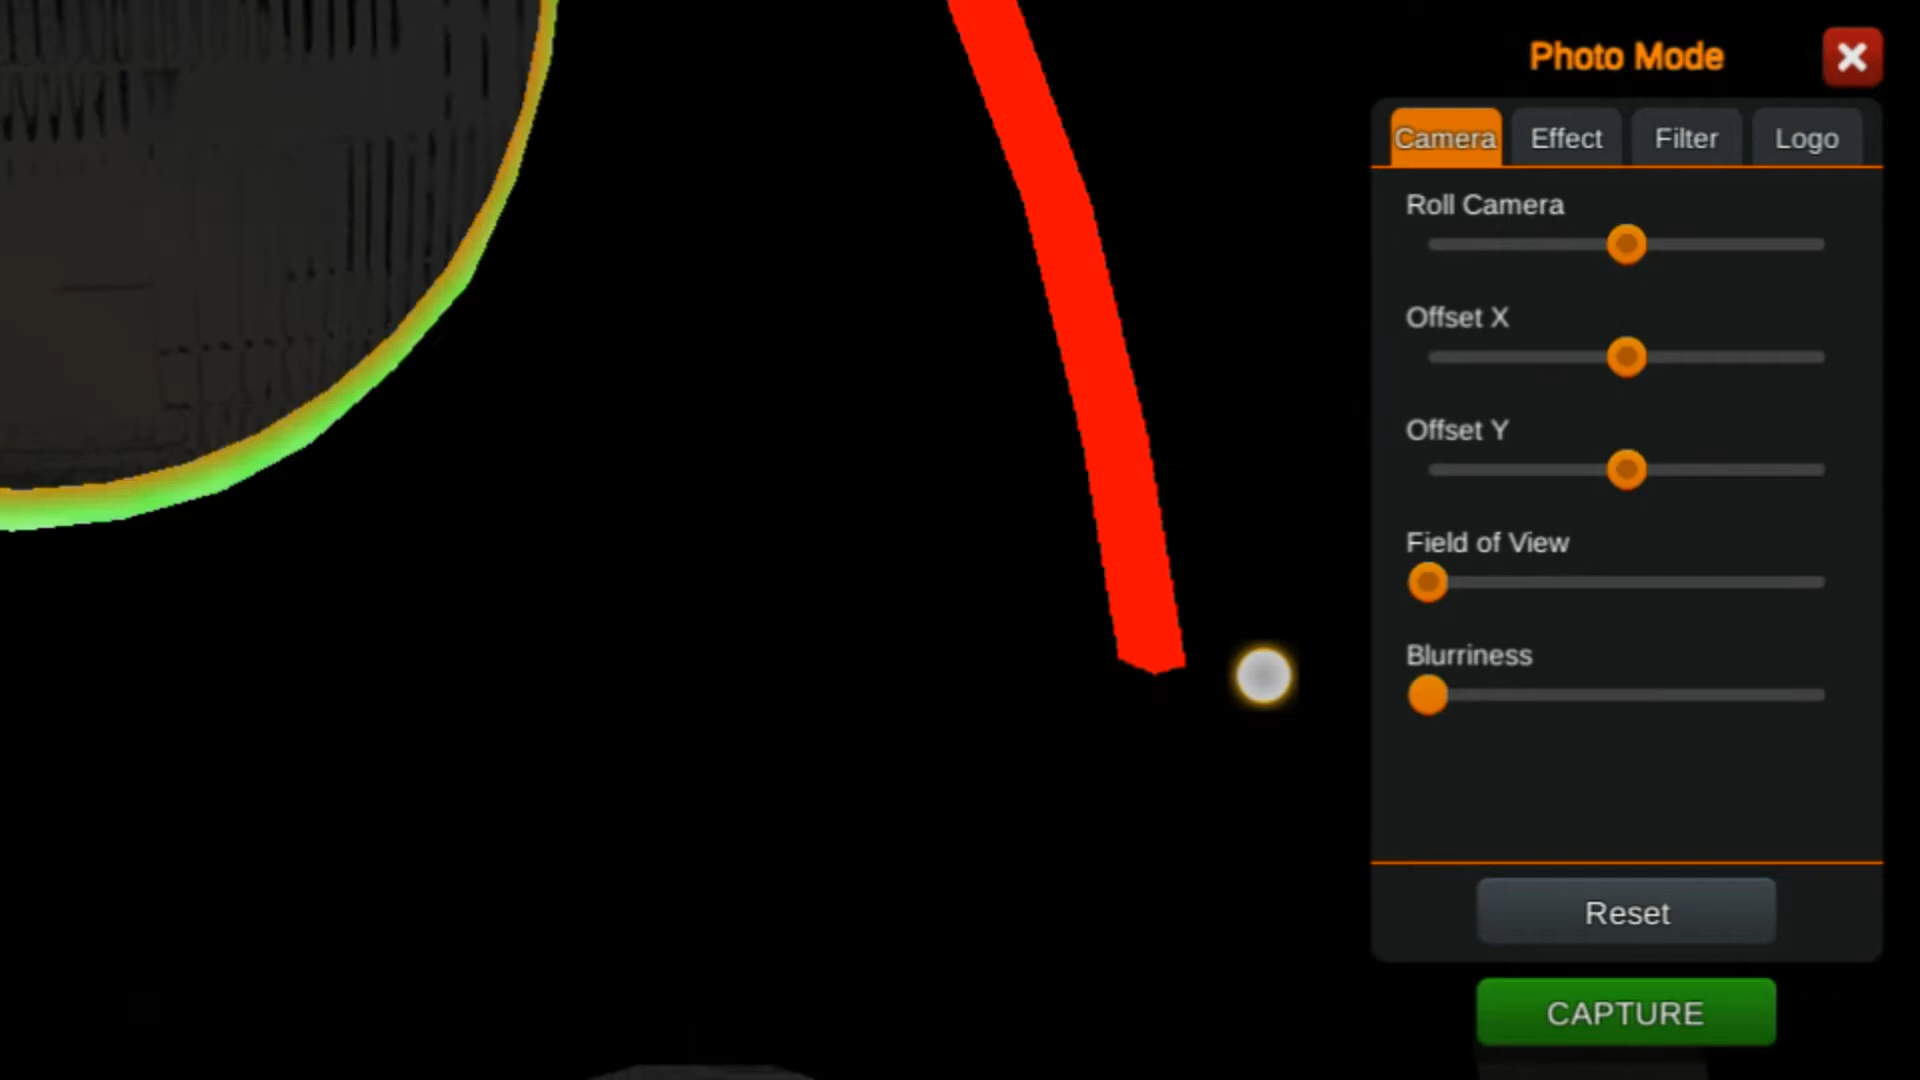 Photo Mode
Camera Effect Filter Logo
Roll Camera
Offset X
Offset Y
Field of View
Blurriness
Reset
CAPTURE